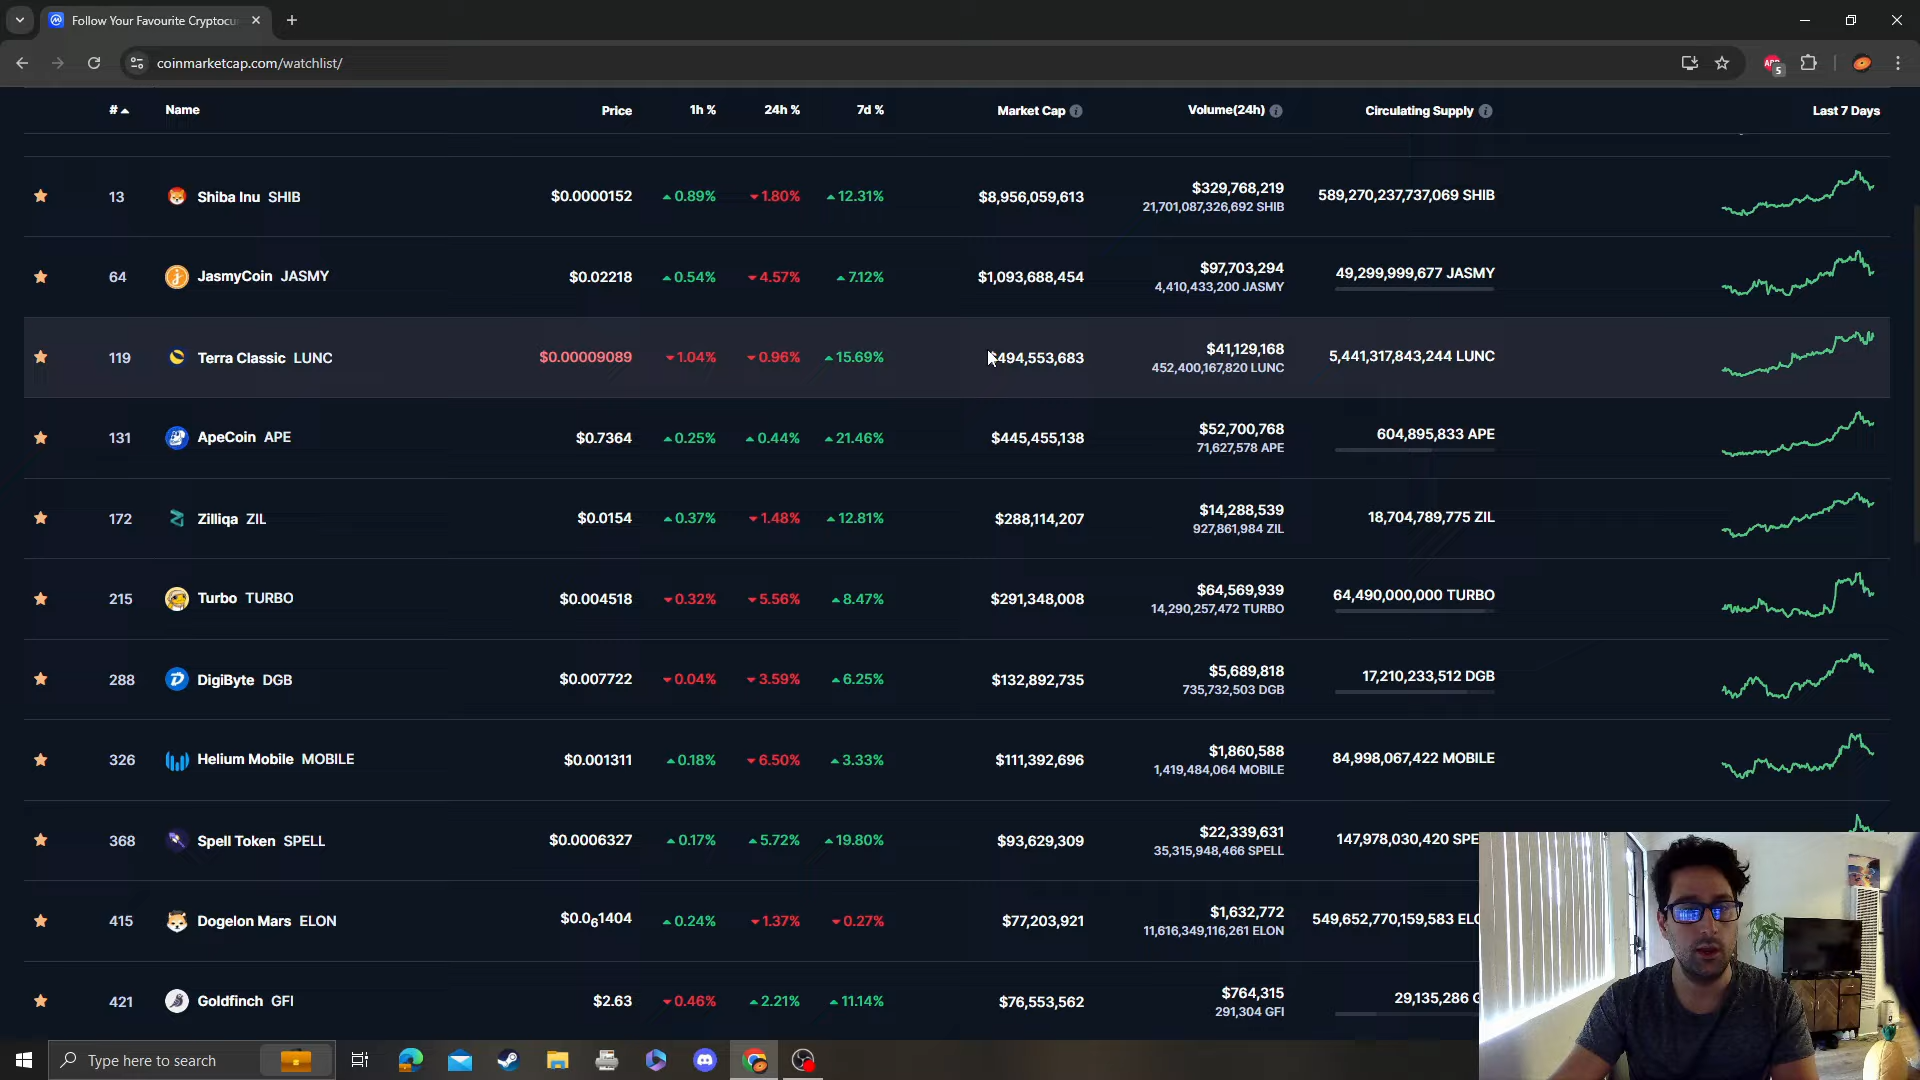 Follow Your Favourite Cryptocu
coinmarketcap.com/watchlist/
ABP 5
# Name Price 1h % 24h % 7d % Market Cap Volume(24h) Circulating Supply Last 7 Days
13 Shiba Inu SHIB $0.0000152 0.89% 1.80% 12.31% $8,956,059,613 $329,768,219 589,270,237,737,069 SHIB
21,701,087,326,692 SHIB
64 JasmyCoin JASMY $0.02218 0.54% 4.57% 7.12% $1,093,688,454 $97,703,294 49,299,999,677 JASMY
4,410,433,200 JASMY
119 Terra Classic LUNC $0.00009089 1.04% 0.96% 15.69% $494,553,683 $41,129,168 5,441,317,843,244 LUNC
452,400,167,820 LUNC
131 ApeCoin APE $0.7364 0.25% 0.44% 21.46% $445,455,138 $52,700,768 604,895,833 APE
71,627,578 APE
172 Zilliqa ZIL $0.0154 0.37% 1.48% 12.81% $288,114,207 $14,288,539 18,704,789,775 ZIL
927,861,984 ZIL
215 Turbo TURBO $0.004518 0.32% 5.56% 8.47% $291,348,008 $64,569,939 64,490,000,000 TURBO
14,290,257,472 TURBO
288 DigiByte DGB $0.007722 0.04% 3.59% 6.25% $132,892,735 $5,689,818 17,210,233,512 DGB
735,732,503 DGB
326 Helium Mobile MOBILE $0.001311 0.18% 6.50% 3.33% $111,392,696 $1,860,588 84,998,067,422 MOBILE
1,419,484,064 MOBILE
368 Spell Token SPELL $0.0006327 0.17% 5.72% 19.80% $93,629,309 $22,339,631 147,978,030,420 SPE
35,315,948,466 SPELL
415 Dogelon Mars ELON $0.0₆1404 0.24% 1.37% 0.27% $77,203,921 $1,632,772 549,652,770,159,583 ELO
11,616,349,116,261 ELON
421 Goldfinch GFI $2.63 0.46% 2.21% 11.14% $76,553,562 $764,315 29,135,286 G
291,304 GFI
Type here to search